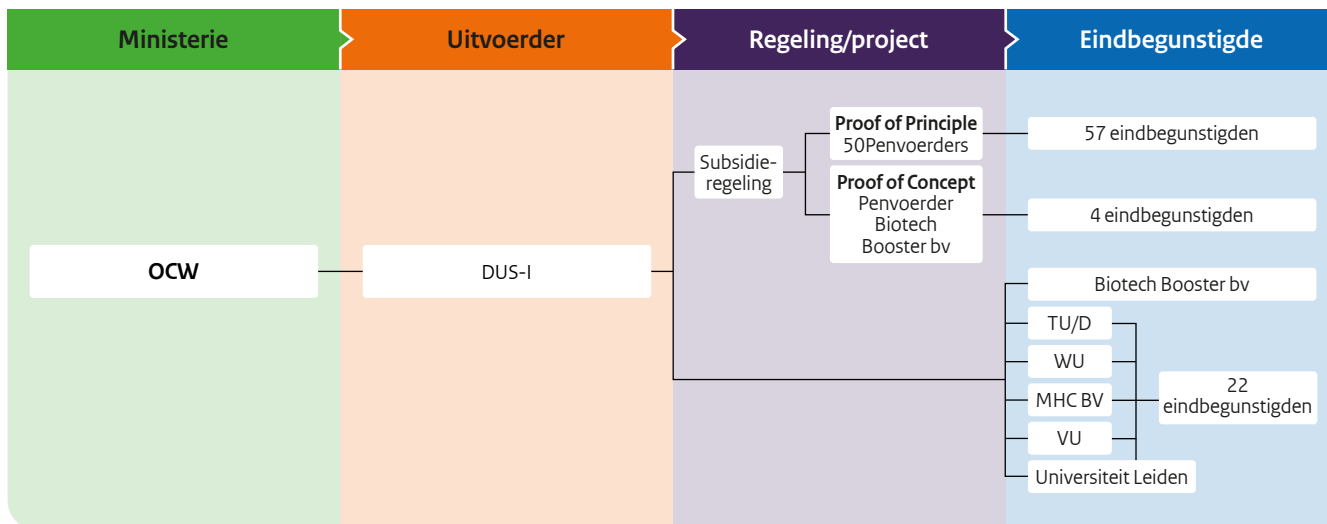 Ministerie
Uitvoerder
Regeling/project
Eindbegunstigde
OCW
DUS-I
Subsidie-
regeling
Proof of Principle
50Penvoerders
Proof of Concept
Penvoerder
Biotech
Booster bv
57 eindbegunstigden
4 eindbegunstigden
Biotech Booster bv
TU/D
WU
MHC BV
VU
Universiteit Leiden
22
eindbegunstigden